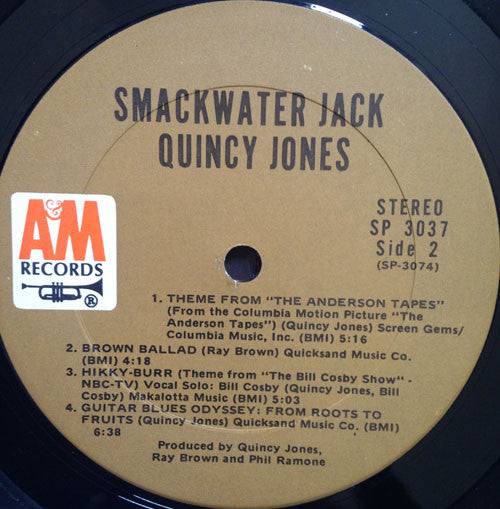 SMACKWATER JACK
QUINCY JONES
A&M
RECORDS
®
STEREO
SP 3037
Side 2
(SP-3074)
1. THEME FROM "THE ANDERSON TAPES"
(From the Columbia Motion Picture "The
Anderson Tapes") (Quincy Jones) Screen Gems/
Columbia Music, Inc. (BMI) 5:16
2. BROWN BALLAD (Ray Brown) Quicksand Music Co.
(BMI) 4:18
3. HIKKY-BURR (Theme from "The Bill Cosby Show" -
NBC-TV) Vocal Solo: Bill Cosby (Quincy Jones, Bill
Cosby) Makalotta Music (BMI) 5:03
4. GUITAR BLUES ODYSSEY: FROM ROOTS TO
FRUITS (Quincy Jones) Quicksand Music Co. (BMI)
6:38
Produced by Quincy Jones,
Ray Brown and Phil Ramone